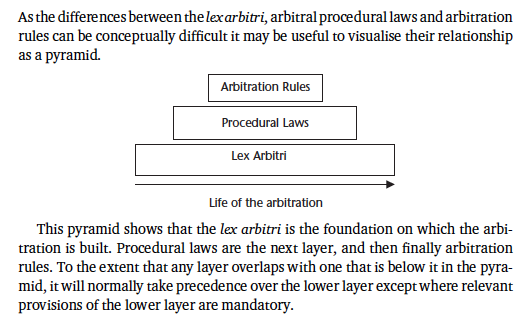 As the differences between the lex arbitri, arbitral procedural laws and arbitration
rules can be conceptually difficult it may be useful to visualise their relationship
as a pyramid.
Arbitration Rules
Procedural Laws
Lex Arbitri
Life of the arbitration
This pyramid shows that the lex arbitri is the foundation on which the arbi-
tration is built. Procedural laws are the next layer, and then finally arbitration
rules. To the extent that any layer overlaps with one that is below it in the pyra-
mid, it will normally take precedence over the lower layer except where relevant
provisions of the lower layer are mandatory.